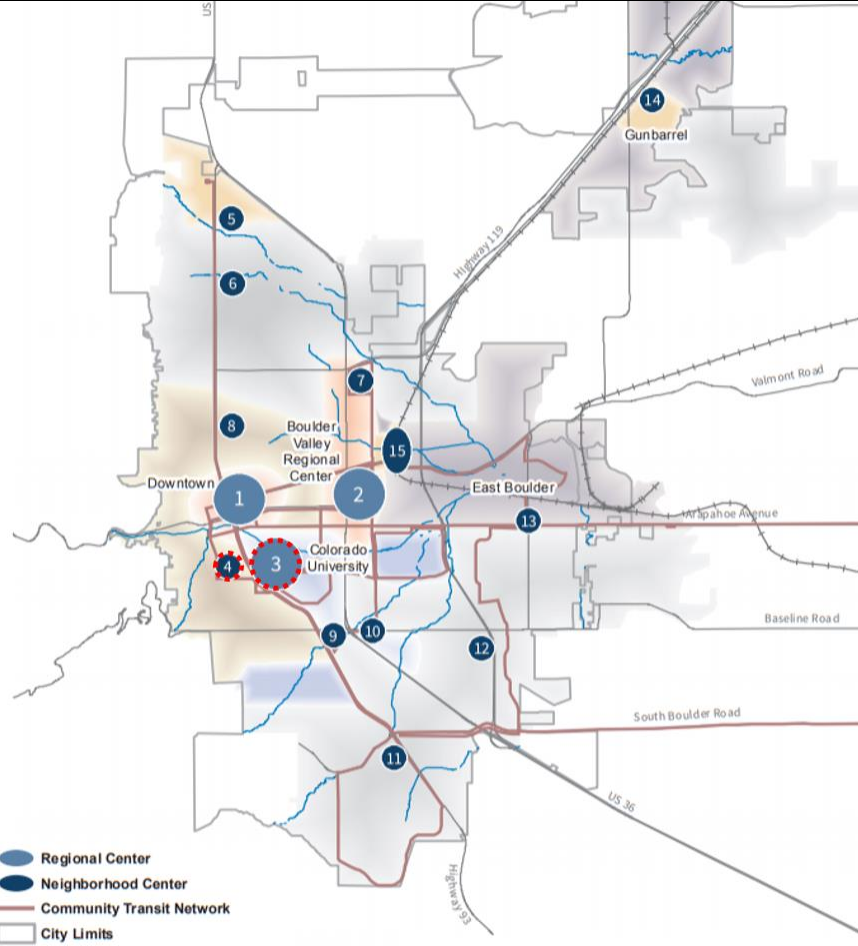 US
14
Gunbarrel
5
Highway 119
6
Valmont Road
7
8
Boulder
Valley
Regional
Center
15
Downtown
1
2
East Boulder
13
Arapahoe Avenue
4
3
Colorado
University
9
10
12
Baseline Road
South Boulder Road
11
US 36
Highway 93
Regional Center
Neighborhood Center
Community Transit Network
City Limits